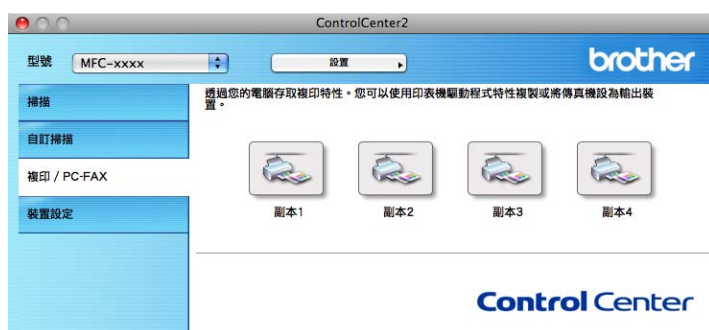 ControlCenter2
型號 MFC-xxxx 設置 brother
掃描
自訂掃描
複印 / PC-FAX
裝置設定
透過您的電腦存取複印特性。您可以使用印表機驅動程式特性複製或將傳真機設為輸出裝
置。
副本1 副本2 副本3 副本4
Control Center